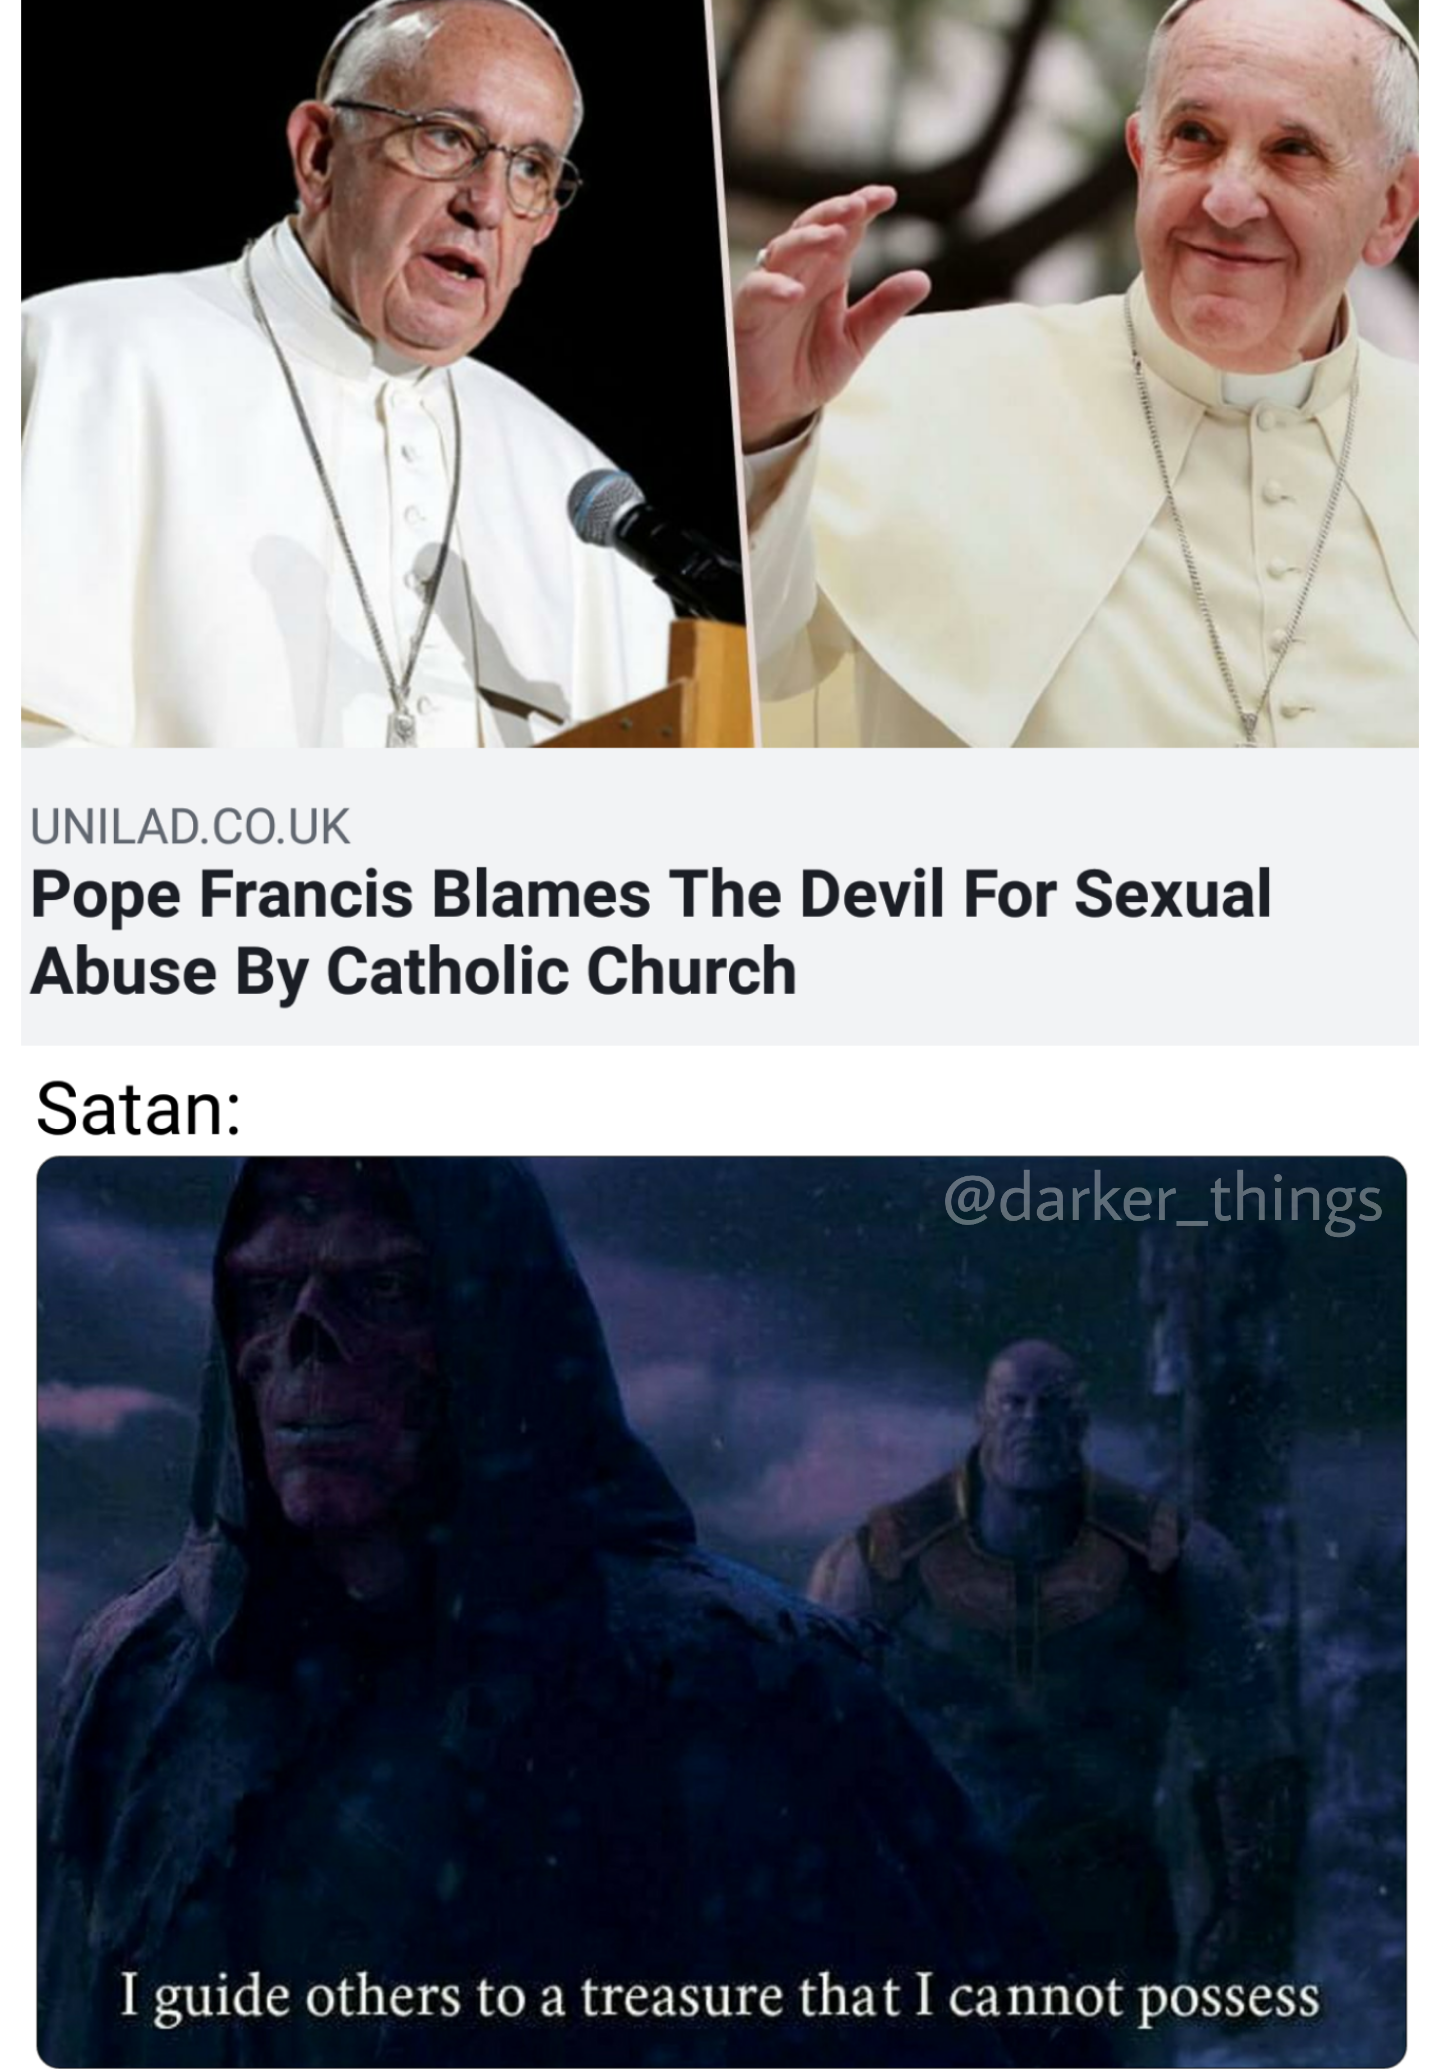 UNILAD.CO.UK
Pope Francis Blames The Devil For Sexual
Abuse By Catholic Church
Satan:
@darker_things
I guide others to a treasure that I cannot possess